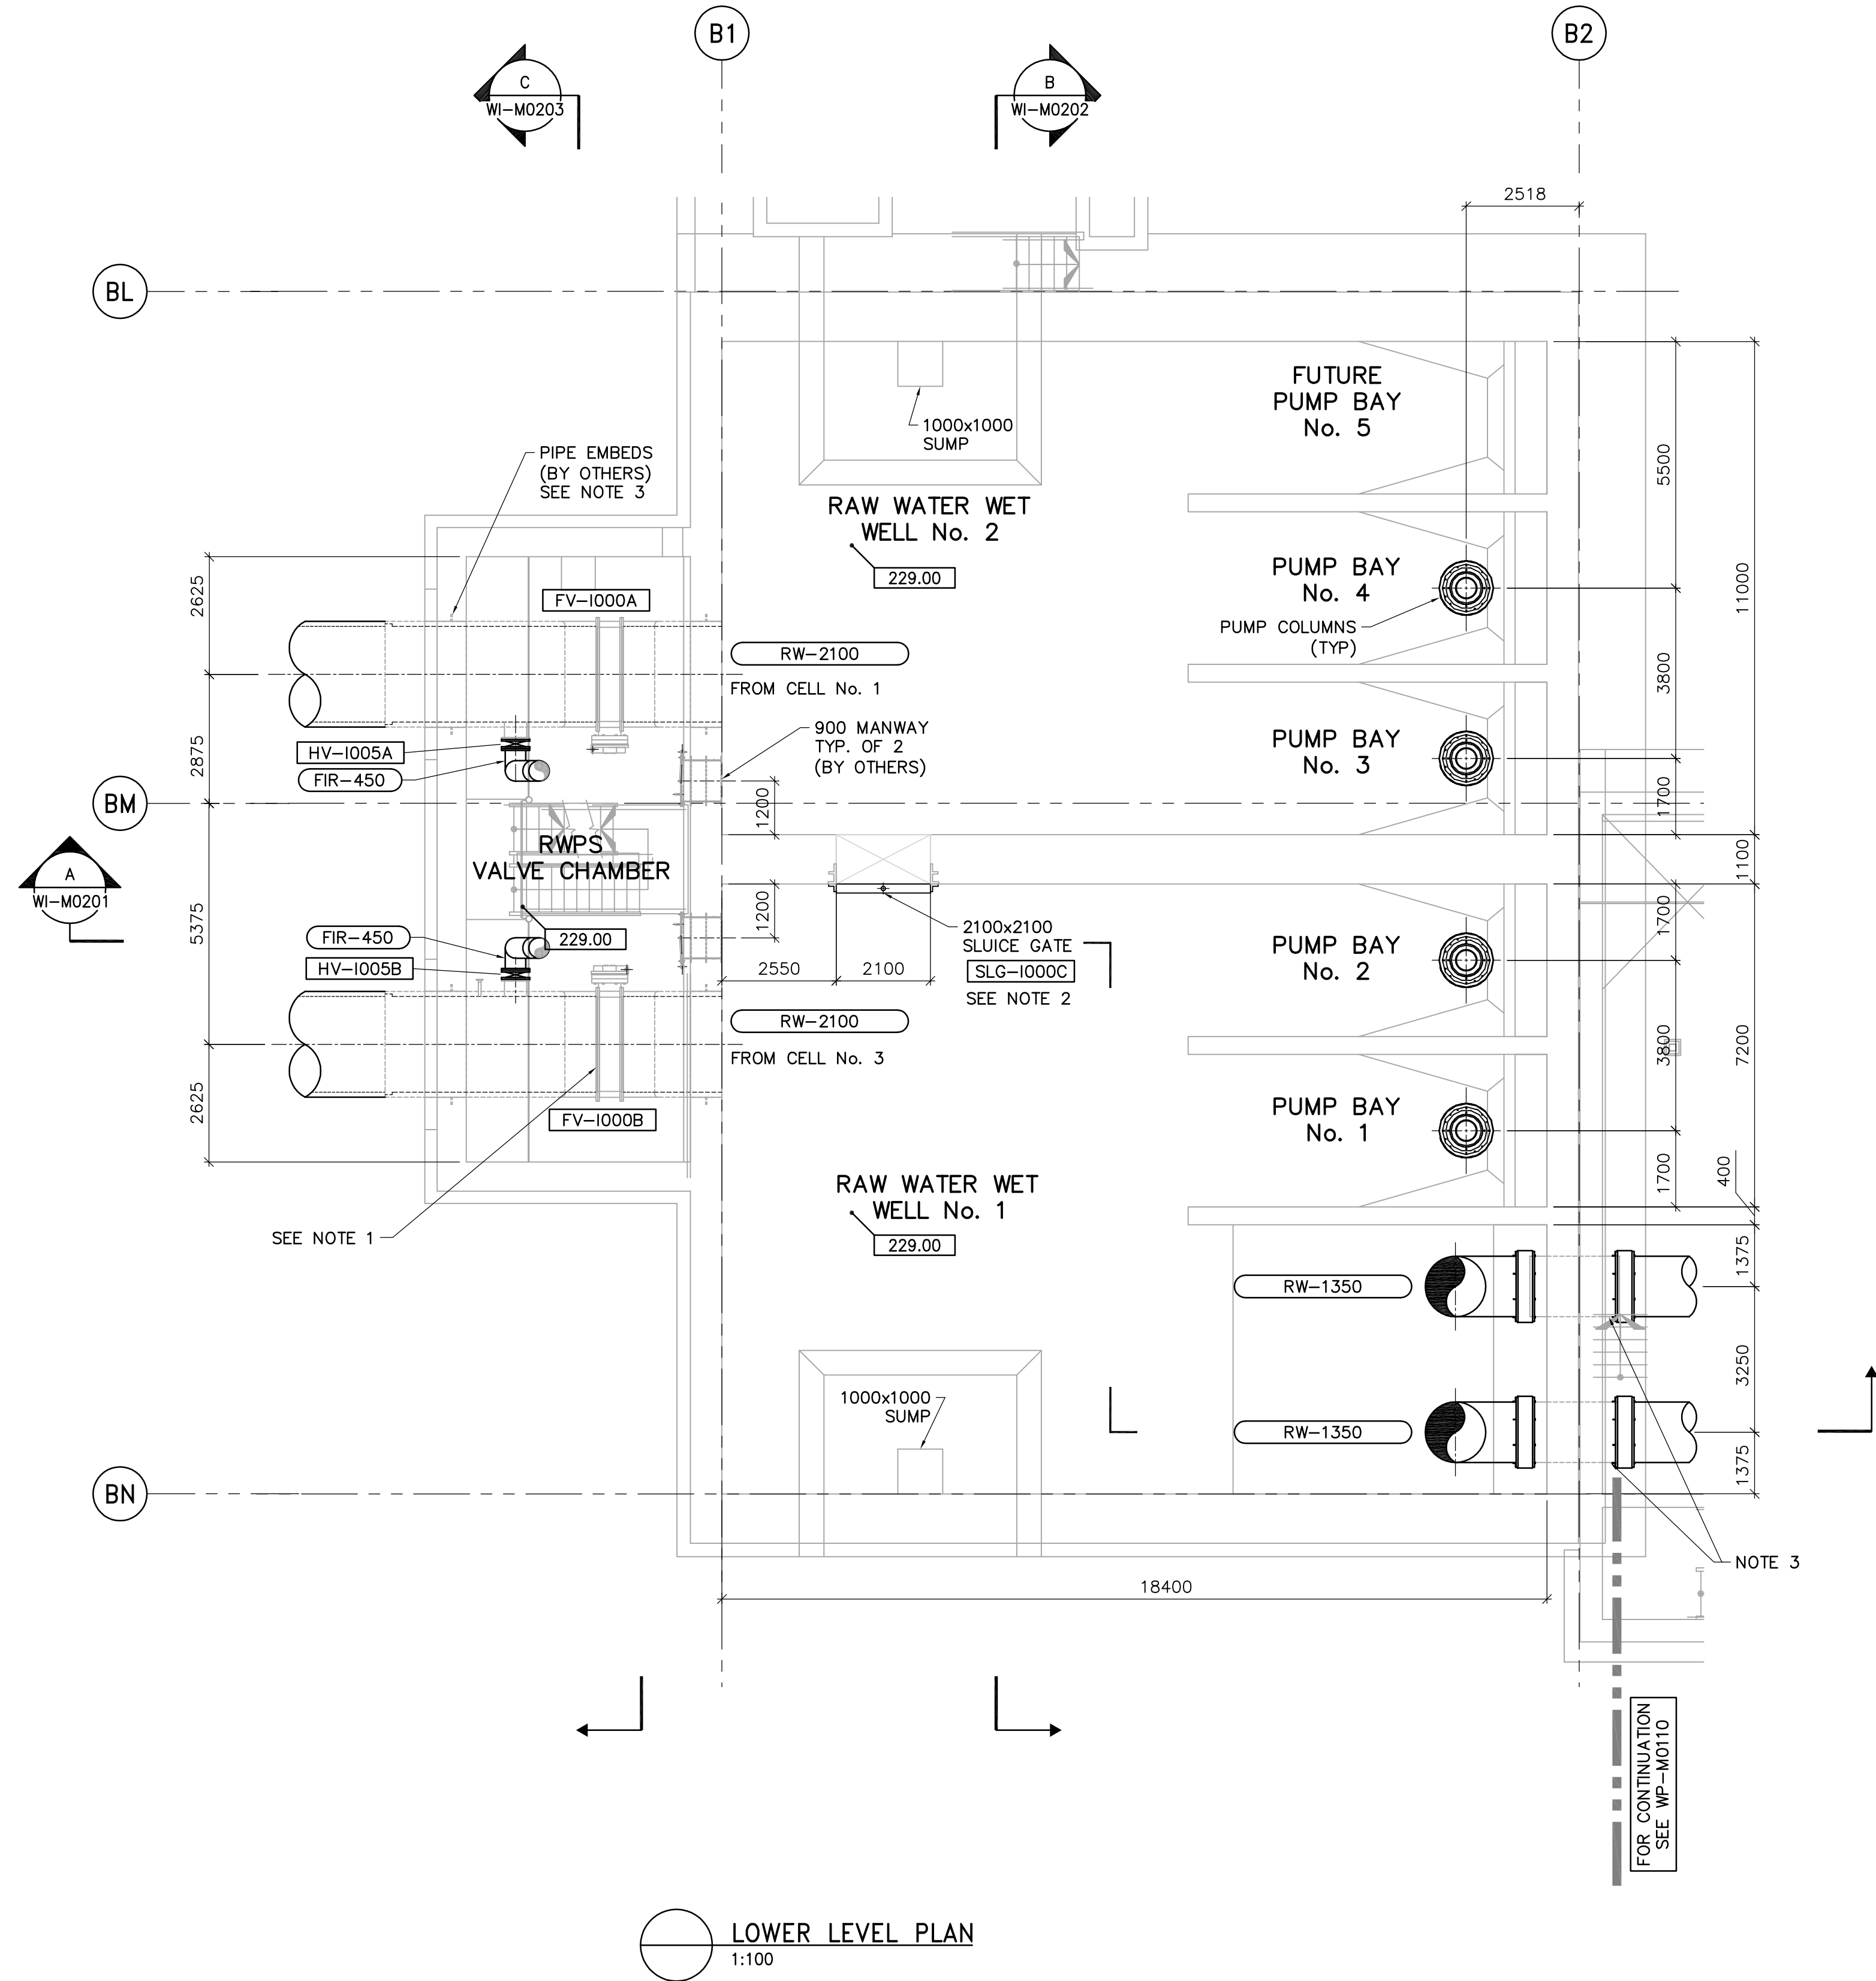 B1
B2
C
WI-M0203
B
WI-M0202
2518
BL
FUTURE
PUMP BAY
No. 5
5500
11000
1000x1000
SUMP
PIPE EMBEDS
(BY OTHERS)
SEE NOTE 3
RAW WATER WET
WELL No. 2
229.00
PUMP BAY
No. 4
PUMP COLUMNS
(TYP)
2625
FV-1000A
RW-2100
FROM CELL No. 1
3800
2875
HV-1005A
FIR-450
900 MANWAY
TYP. OF 2
(BY OTHERS)
PUMP BAY
No. 3
1200
1700
BM
RWPS
VALVE CHAMBER
A
WI-M0201
1100
5375
FIR-450
229.00
HV-1005B
1200
2550
2100
2100x2100
SLUICE GATE
SLG-1000C
SEE NOTE 2
PUMP BAY
No. 2
1700
RW-2100
FROM CELL No. 3
3800
7200
2625
FV-1000B
PUMP BAY
No. 1
1700
400
RAW WATER WET
WELL No. 1
229.00
SEE NOTE 1
RW-1350
1375
3250
1000x1000
SUMP
RW-1350
1375
BN
NOTE 3
18400
FOR CONTINUATION
SEE WP-M0110
LOWER LEVEL PLAN
1:100